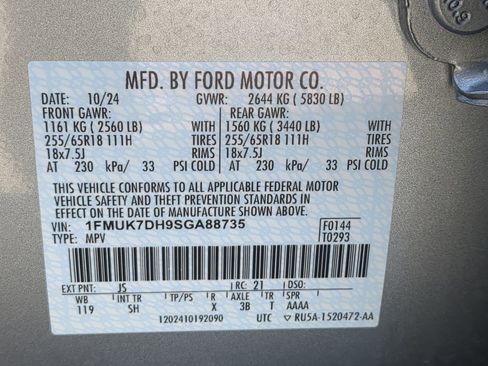 MFD. BY FORD MOTOR CO.
DATE: 10/24 GVWR: 2644 KG ( 5830 LB)
FRONT GAWR: REAR GAWR:
1161 KG ( 2560 LB) WITH 1560 KG ( 3440 LB) WITH
255/65R18 111H TIRES 255/65R18 111H TIRES
18x7.5J RIMS 18x7.5J RIMS
AT 230 kPa/ 33 PSI COLD AT 230 kPa/ 33 PSI COLD
THIS VEHICLE CONFORMS TO ALL APPLICABLE FEDERAL MOTOR
VEHICLE SAFETY AND THEFT PREVENTION STANDARDS IN
EFFECT ON THE DATE OF MANUFACTURE SHOWN ABOVE.
VIN: 1FMUK7DH9SGA88735 F0144
TYPE: MPV T0293
EXT PNT: JS RC: 21
WB INT TR TP/PS R AXLE TR SPR
119 SH X 3B T AAAA
1202410192090 UTC ▽ RU5A-1520472-AA